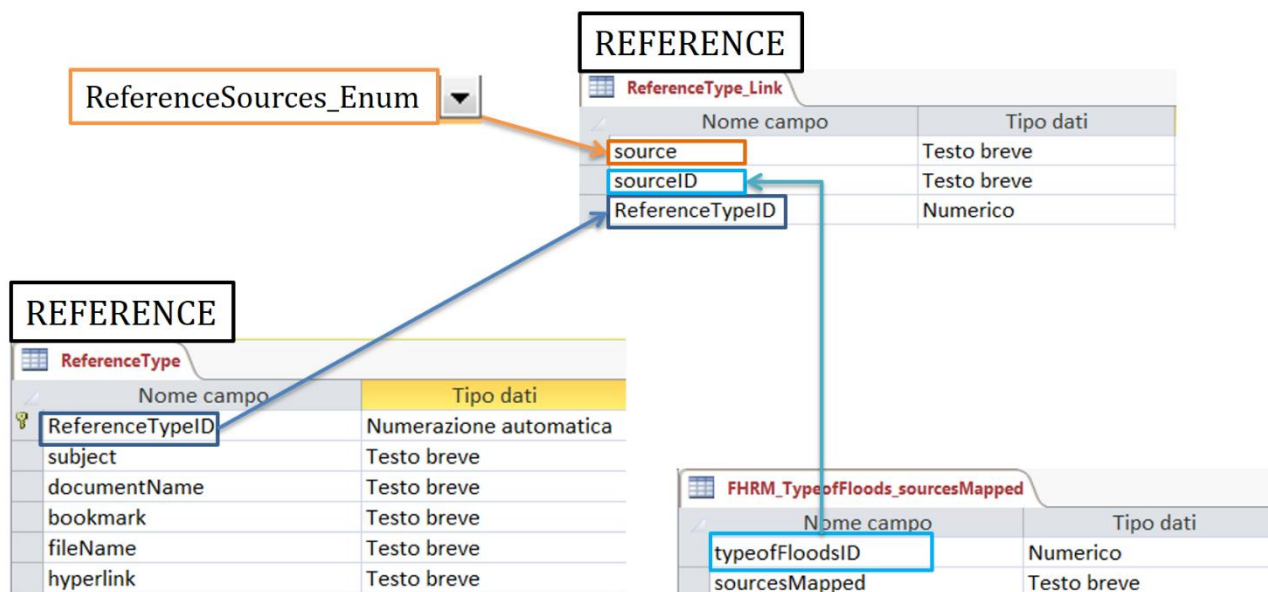 REFERENCE
ReferenceSources_Enum
ReferenceType_Link
Nome campo Tipo dati
source Testo breve
sourceID Testo breve
ReferenceTypeID Numerico
REFERENCE
ReferenceType
Nome campo Tipo dati
ReferenceTypeID Numerazione automatica
subject Testo breve
documentName Testo breve
bookmark Testo breve
fileName Testo breve
hyperlink Testo breve
FHRM_TypeofFloods_sourcesMapped
Nome campo Tipo dati
typeofFloodsID Numerico
sourcesMapped Testo breve